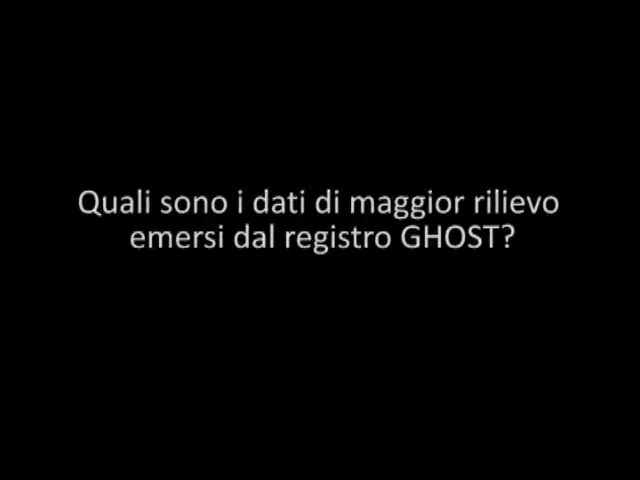 Quali sono i dati di maggior rilievo
emersi dal registro GHOST?